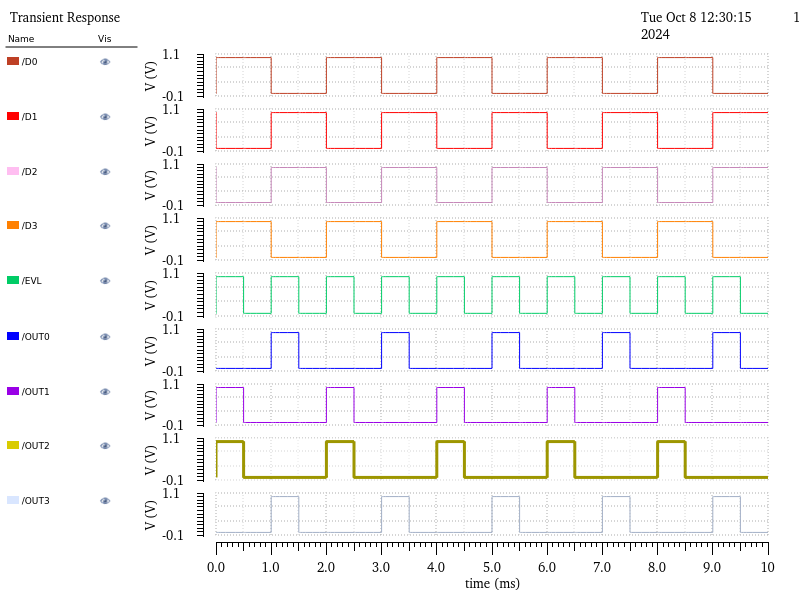 Transient Response
Tue Oct 8 12:30:15 1
2024
Name Vis
/D0
V (V)
1.1
-0.1
/D1
V (V)
1.1
-0.1
/D2
V (V)
1.1
-0.1
/D3
V (V)
1.1
-0.1
/EVL
V (V)
1.1
-0.1
/OUT0
V (V)
1.1
-0.1
/OUT1
V (V)
1.1
-0.1
/OUT2
V (V)
1.1
-0.1
/OUT3
V (V)
1.1
-0.1
0.0 1.0 2.0 3.0 4.0 5.0 6.0 7.0 8.0 9.0 10
time (ms)